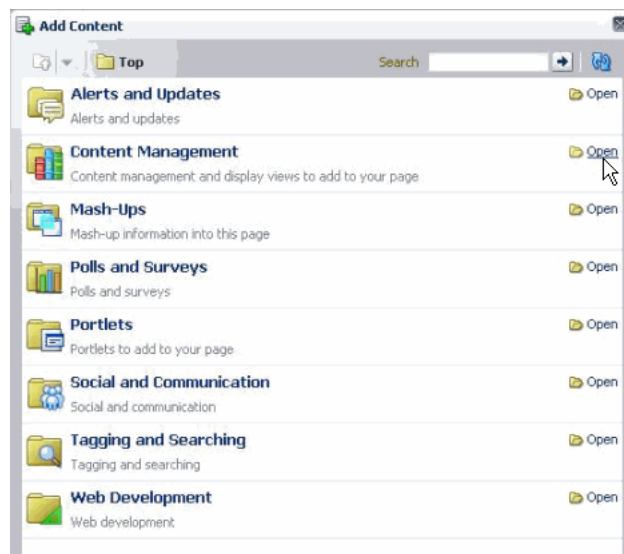 Add Content
Top Search
Alerts and Updates Open
Alerts and updates
Content Management Open
Content management and display views to add to your page
Mash-Ups Open
Mash-up information into this page
Polls and Surveys Open
Polls and surveys
Portlets Open
Portlets to add to your page
Social and Communication Open
Social and communication
Tagging and Searching Open
Tagging and searching
Web Development Open
Web development